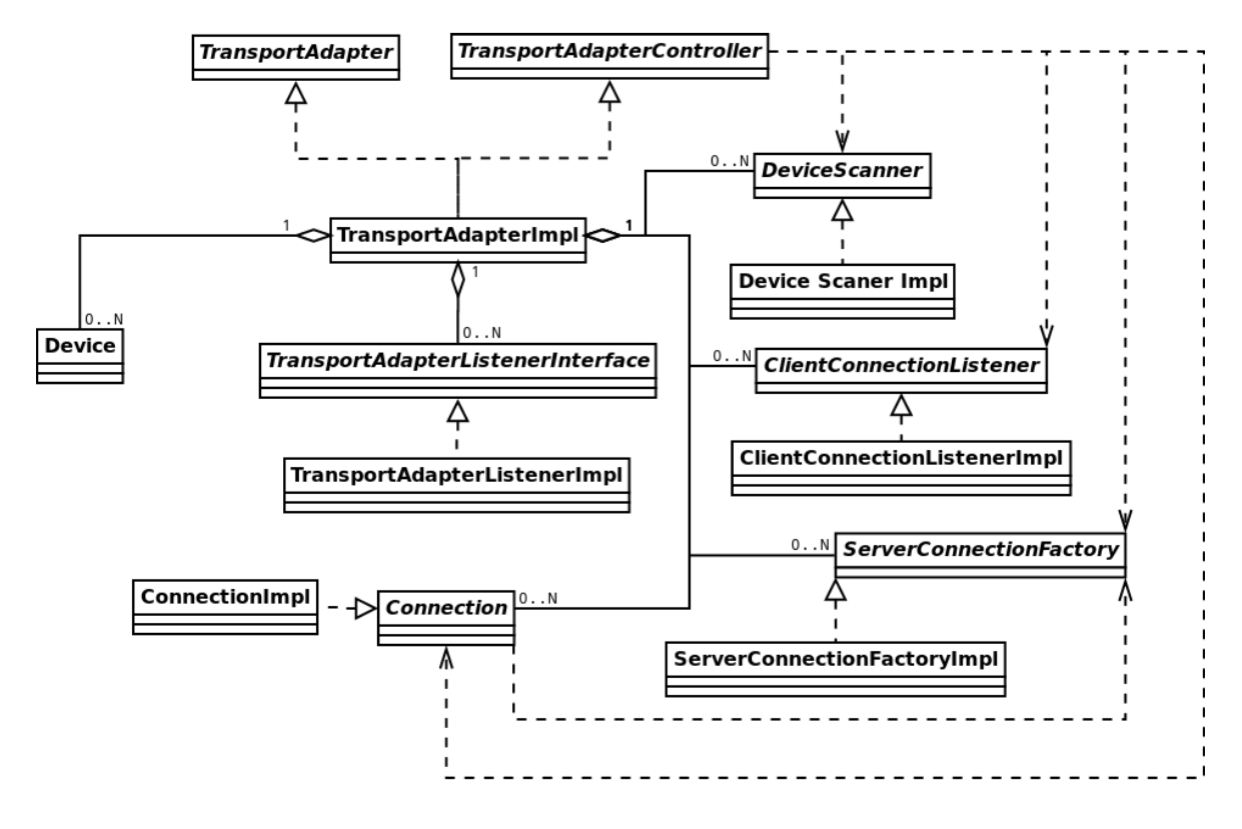 TransportAdapter
TransportAdapterController
0..N
DeviceScanner
1
TransportAdapterImpl
1
1
Device Scaner Impl
0..N
Device
0..N
TransportAdapterListenerInterface
0..N
ClientConnectionListener
TransportAdapterListenerImpl
ClientConnectionListenerImpl
0..N
ServerConnectionFactory
ConnectionImpl
Connection
0..N
ServerConnectionFactoryImpl